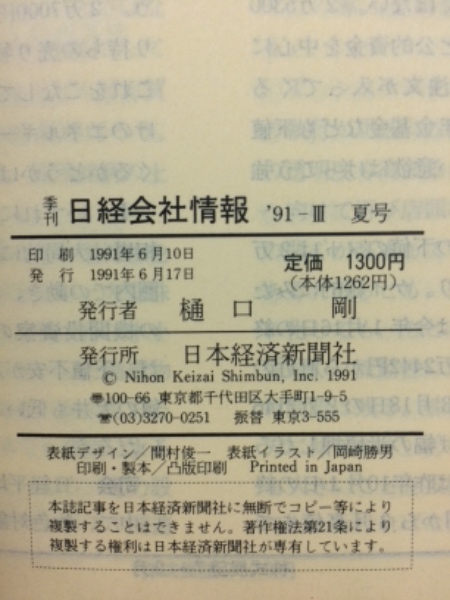 季刊 日経会社情報 '91-Ⅲ 夏号
印刷 1991年6月10日
発行 1991年6月17日
定価 1300円
(本体1262円)
発行者 樋口 剛
発行所 日本経済新聞社
© Nihon Keizai Shimbun, Inc. 1991
〠100-66 東京都千代田区大手町1-9-5
☎(03)3270-0251 振替 東京3-555
表紙デザイン/間村俊一 表紙イラスト/岡崎勝男
印刷・製本/凸版印刷 Printed in Japan
本誌記事を日本経済新聞社に無断でコピー等により
複製することはできません。著作権法第21条により
複製する権利は日本経済新聞社が専有しています。